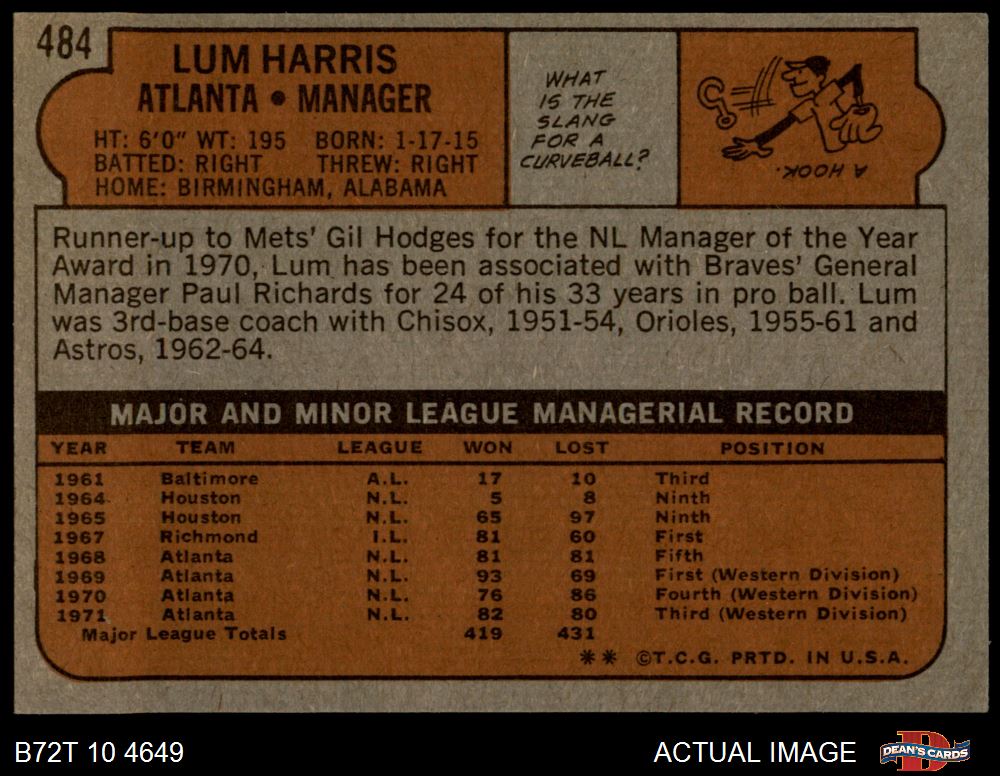 484
LUM HARRIS
ATLANTA • MANAGER
HT: 6'0" WT: 195 BORN: 1-17-15
BATTED: RIGHT THREW: RIGHT
HOME: BIRMINGHAM, ALABAMA
WHAT
IS THE
SLANG
FOR A
CURVEBALL?
A HOOK.
Runner-up to Mets' Gil Hodges for the NL Manager of the Year
Award in 1970, Lum has been associated with Braves' General
Manager Paul Richards for 24 of his 33 years in pro ball. Lum
was 3rd-base coach with Chisox, 1951-54, Orioles, 1955-61 and
Astros, 1962-64.
MAJOR AND MINOR LEAGUE MANAGERIAL RECORD
YEAR TEAM LEAGUE WON LOST POSITION
1961 Baltimore A.L. 17 10 Third
1964 Houston N.L. 5 8 Ninth
1965 Houston N.L. 65 97 Ninth
1967 Richmond I.L. 81 60 First
1968 Atlanta N.L. 81 81 Fifth
1969 Atlanta N.L. 93 69 First (Western Division)
1970 Atlanta N.L. 76 86 Fourth (Western Division)
1971 Atlanta N.L. 82 80 Third (Western Division)
Major League Totals 419 431
** ©T.C.G. PRTD. IN U.S.A.
B72T 10 4649 ACTUAL IMAGE DEAN'S CARDS